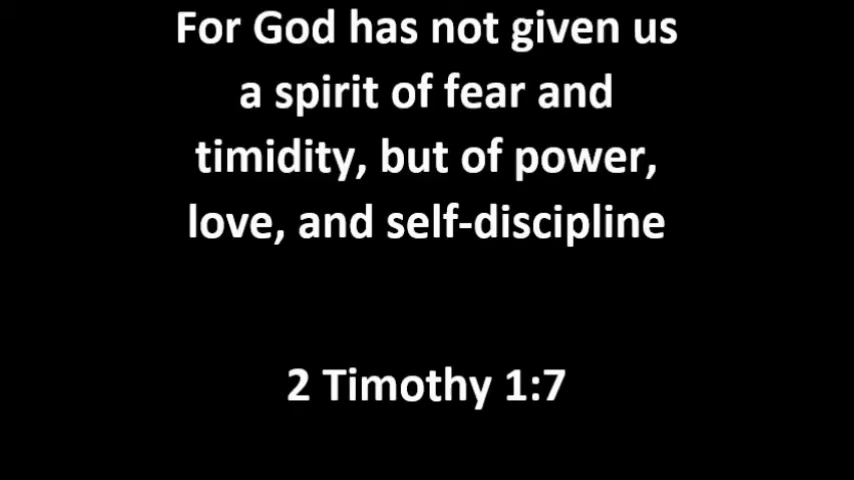 For God has not given us
a spirit of fear and
timidity, but of power,
love, and self-discipline
2 Timothy 1:7